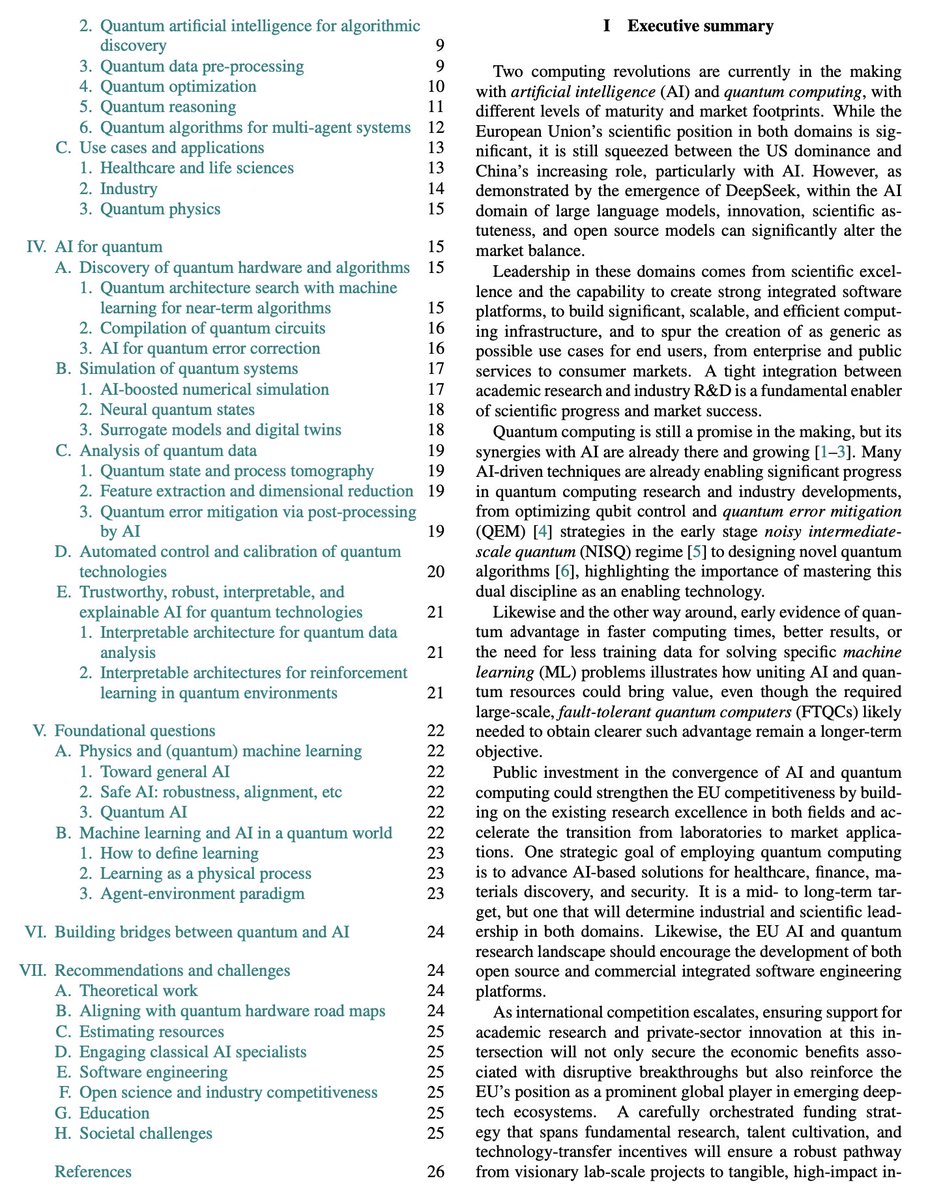 2. Quantum artificial intelligence for algorithmic
discovery 9
3. Quantum data pre-processing 9
4. Quantum optimization 10
5. Quantum reasoning 11
6. Quantum algorithms for multi-agent systems 12
C. Use cases and applications 13
1. Healthcare and life sciences 13
2. Industry 14
3. Quantum physics 15
IV. AI for quantum 15
A. Discovery of quantum hardware and algorithms 15
1. Quantum architecture search with machine
learning for near-term algorithms 15
2. Compilation of quantum circuits 16
3. AI for quantum error correction 16
B. Simulation of quantum systems 17
1. AI-boosted numerical simulation 17
2. Neural quantum states 18
3. Surrogate models and digital twins 18
C. Analysis of quantum data 19
1. Quantum state and process tomography 19
2. Feature extraction and dimensional reduction 19
3. Quantum error mitigation via post-processing
by AI 19
D. Automated control and calibration of quantum
technologies 20
E. Trustworthy, robust, interpretable, and
explainable AI for quantum technologies 21
1. Interpretable architecture for quantum data
analysis 21
2. Interpretable architectures for reinforcement
learning in quantum environments 21
V. Foundational questions 22
A. Physics and (quantum) machine learning 22
1. Toward general AI 22
2. Safe AI: robustness, alignment, etc 22
3. Quantum AI 22
B. Machine learning and AI in a quantum world 22
1. How to define learning 23
2. Learning as a physical process 23
3. Agent-environment paradigm 23
VI. Building bridges between quantum and AI 24
VII. Recommendations and challenges 24
A. Theoretical work 24
B. Aligning with quantum hardware road maps 24
C. Estimating resources 25
D. Engaging classical AI specialists 25
E. Software engineering 25
F. Open science and industry competitiveness 25
G. Education 25
H. Societal challenges 25
References 26
I Executive summary
Two computing revolutions are currently in the making
with artificial intelligence (AI) and quantum computing, with
different levels of maturity and market footprints. While the
European Union's scientific position in both domains is sig-
nificant, it is still squeezed between the US dominance and
China's increasing role, particularly with AI. However, as
demonstrated by the emergence of DeepSeek, within the AI
domain of large language models, innovation, scientific as-
tuteness, and open source models can significantly alter the
market balance.
Leadership in these domains comes from scientific excel-
lence and the capability to create strong integrated software
platforms, to build significant, scalable, and efficient comput-
ing infrastructure, and to spur the creation of as generic as
possible use cases for end users, from enterprise and public
services to consumer markets. A tight integration between
academic research and industry R&D is a fundamental enabler
of scientific progress and market success.
Quantum computing is still a promise in the making, but its
synergies with AI are already there and growing [1–3]. Many
AI-driven techniques are already enabling significant progress
in quantum computing research and industry developments,
from optimizing qubit control and quantum error mitigation
(QEM) [4] strategies in the early stage noisy intermediate-
scale quantum (NISQ) regime [5] to designing novel quantum
algorithms [6], highlighting the importance of mastering this
dual discipline as an enabling technology.
Likewise and the other way around, early evidence of quan-
tum advantage in faster computing times, better results, or
the need for less training data for solving specific machine
learning (ML) problems illustrates how uniting AI and quan-
tum resources could bring value, even though the required
large-scale, fault-tolerant quantum computers (FTQCs) likely
needed to obtain clearer such advantage remain a longer-term
objective.
Public investment in the convergence of AI and quantum
computing could strengthen the EU competitiveness by build-
ing on the existing research excellence in both fields and ac-
celerate the transition from laboratories to market applica-
tions. One strategic goal of employing quantum computing
is to advance AI-based solutions for healthcare, finance, ma-
terials discovery, and security. It is a mid- to long-term tar-
get, but one that will determine industrial and scientific lead-
ership in both domains. Likewise, the EU AI and quantum
research landscape should encourage the development of both
open source and commercial integrated software engineering
platforms.
As international competition escalates, ensuring support for
academic research and private-sector innovation at this in-
tersection will not only secure the economic benefits asso-
ciated with disruptive breakthroughs but also reinforce the
EU's position as a prominent global player in emerging deep-
tech ecosystems. A carefully orchestrated funding strat-
egy that spans fundamental research, talent cultivation, and
technology-transfer incentives will ensure a robust pathway
from visionary lab-scale projects to tangible, high-impact in-